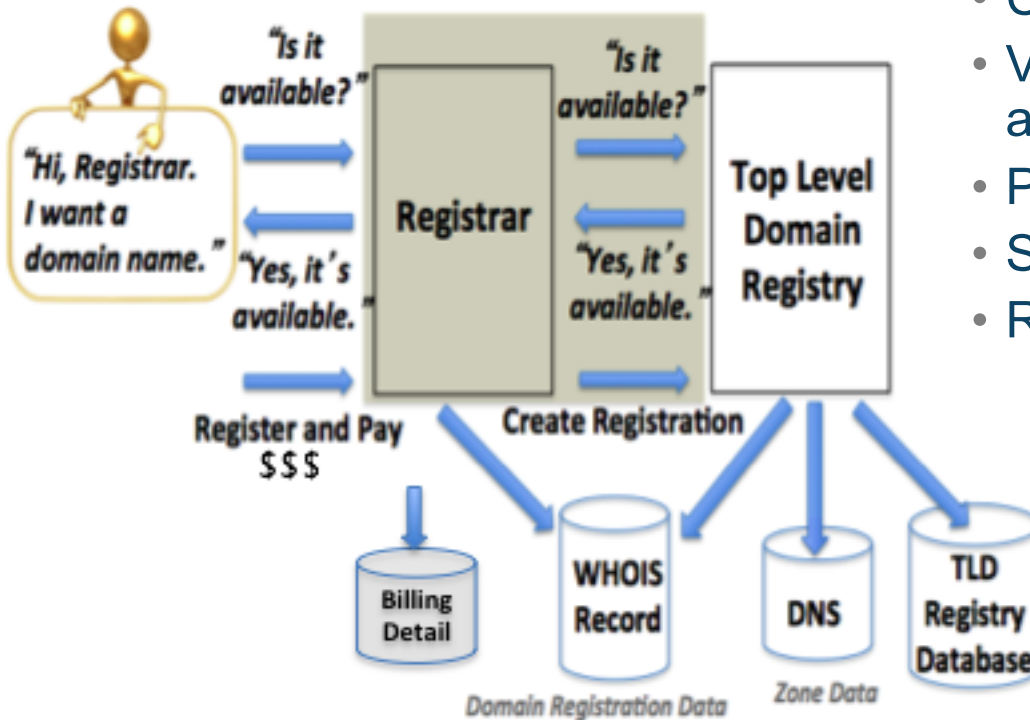 “Hi, Registrar.
I want a
domain name.”
“Is it
available?”
“Yes, it’s
available.”
Register and Pay
$$$
Registrar
“Is it
available?”
“Yes, it’s
available.”
Create Registration
Top Level
Domain
Registry
Billing
Detail
WHOIS
Record
DNS
TLD
Registry
Database
Domain Registration Data
Zone Data